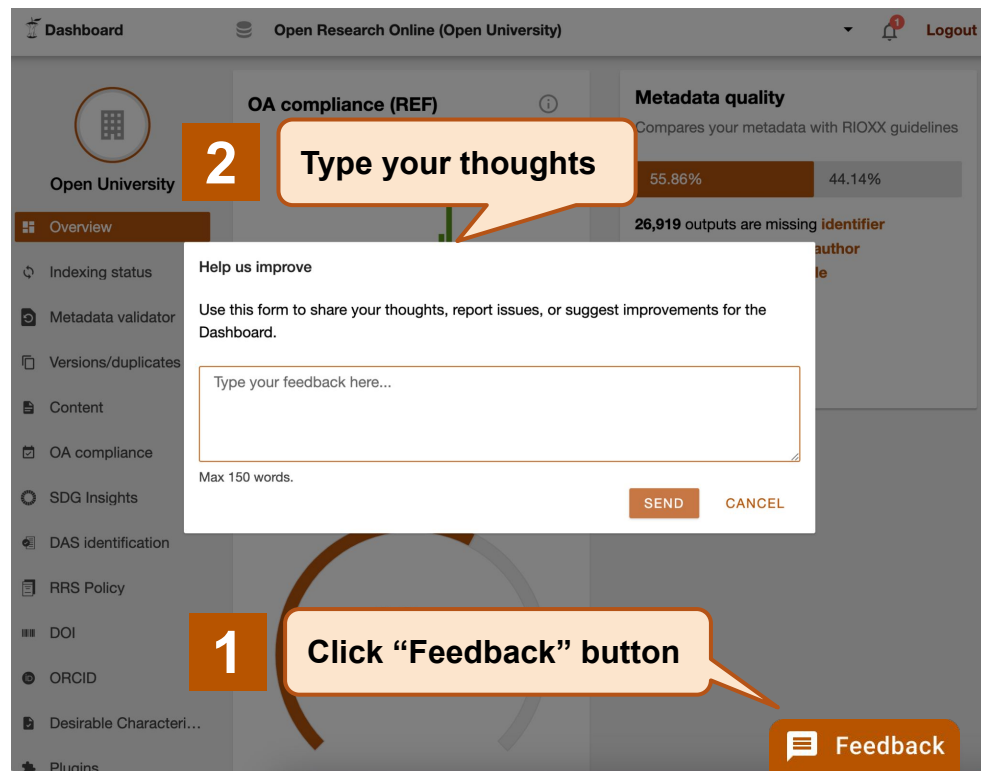 Dashboard
Open Research Online (Open University)
1
Logout
Open University
Overview
Indexing status
Metadata validator
Versions/duplicates
Content
OA compliance
SDG Insights
DAS identification
RRS Policy
DOI
ORCID
Desirable Characteri…
Plugins
OA compliance (REF)
Metadata quality
Compares your metadata with RIOXX guidelines
55.86%
44.14%
26,919 outputs are missing identifier
author
le
2
Type your thoughts
Help us improve
Use this form to share your thoughts, report issues, or suggest improvements for the
Dashboard.
Type your feedback here...
Max 150 words.
SEND
CANCEL
1
Click “Feedback” button
Feedback